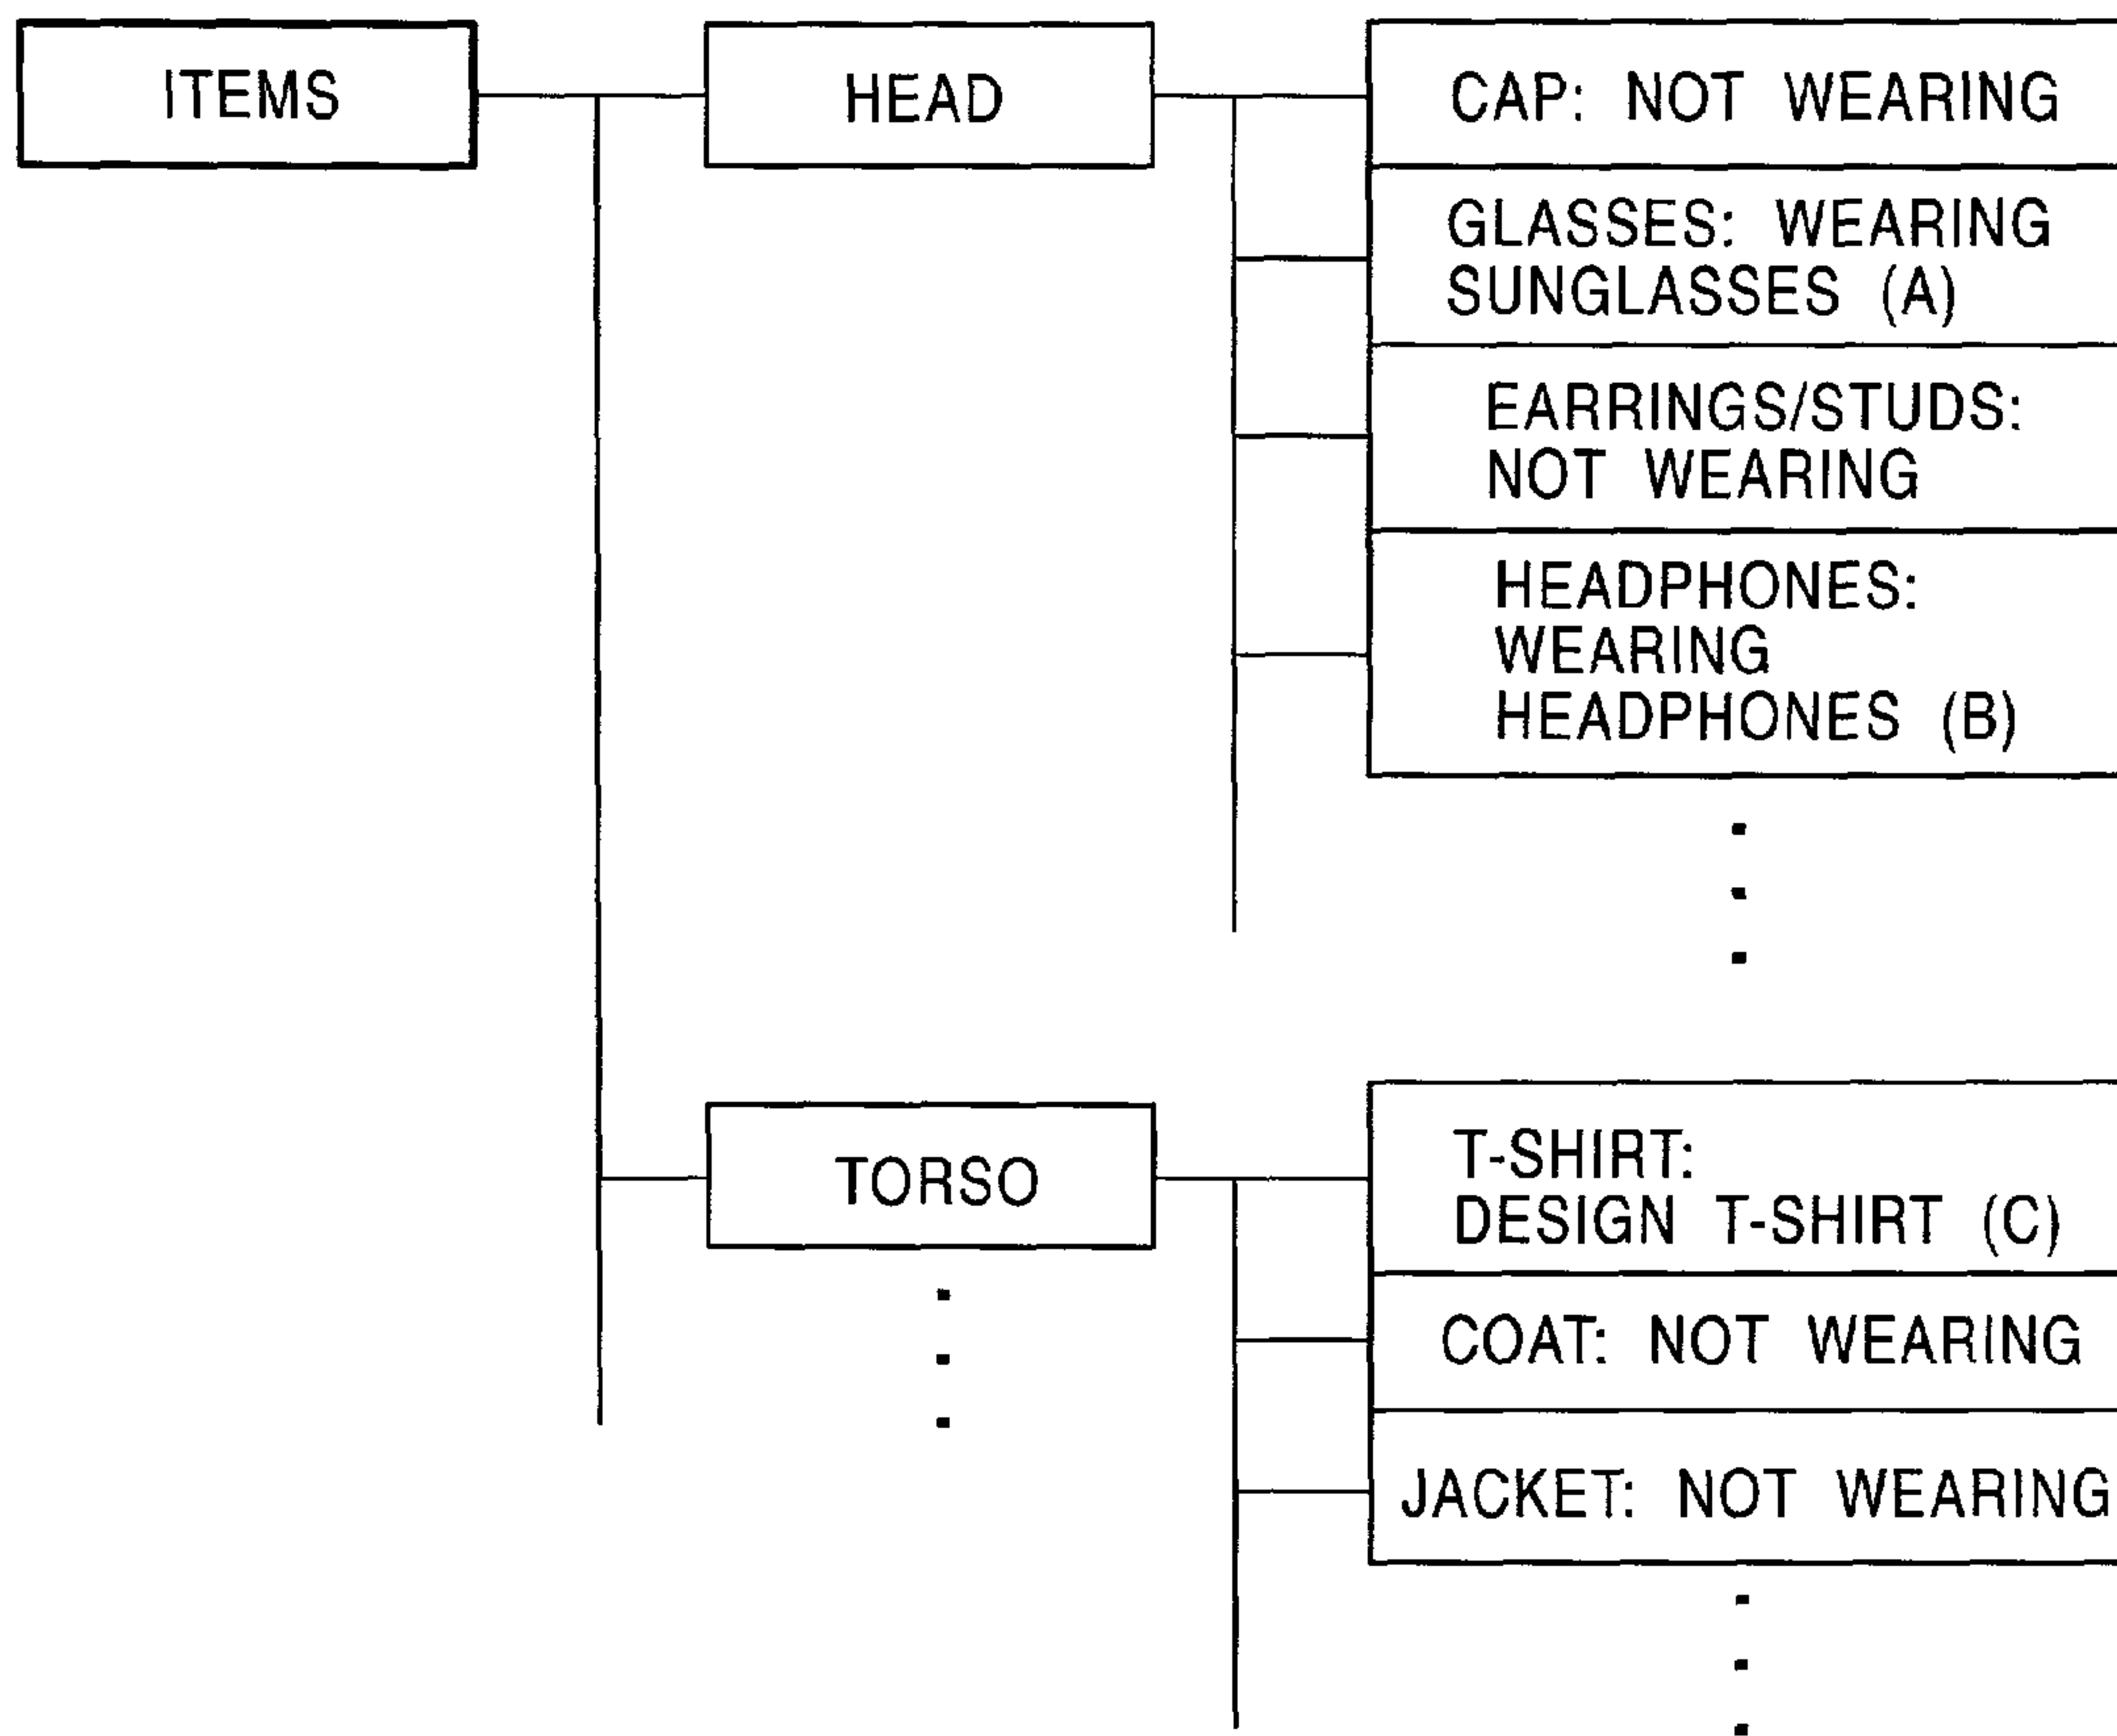 ITEMS
HEAD
CAP: NOT WEARING
GLASSES: WEARING
SUNGLASSES (A)
EARRINGS/STUDS:
NOT WEARING
HEADPHONES:
WEARING
HEADPHONES (B)
TORSO
T-SHIRT:
DESIGN T-SHIRT (C)
COAT: NOT WEARING
JACKET: NOT WEARING